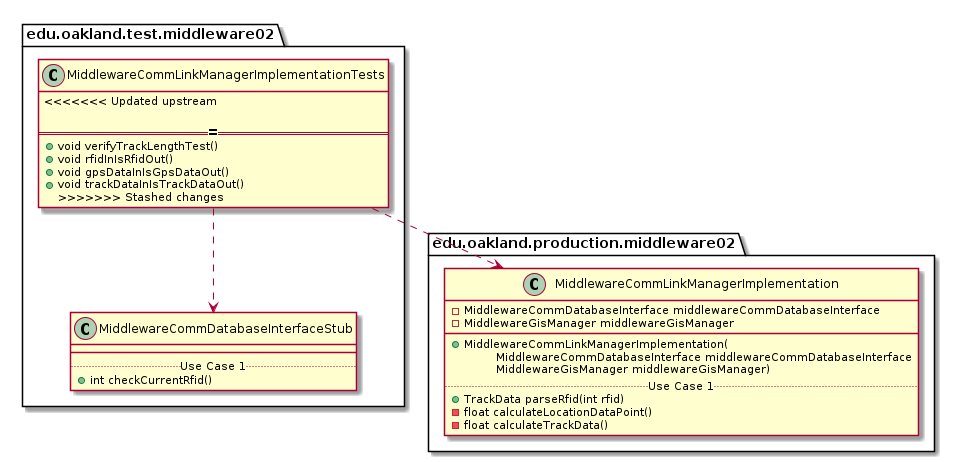 edu.oakland.test.middleware02
C MiddlewareCommLinkManagerImplementationTests
<<<<<<< Updated upstream
=
void verifyTrackLengthTest()
void rfidInIsRfidOut()
void gpsDataInIsGpsDataOut()
void trackDataInIsTrackDataOut()
>>>>>>> Stashed changes
C MiddlewareCommDatabaseInterfaceStub
Use Case 1
int checkCurrentRfid()
edu.oakland.production.middleware02
C MiddlewareCommLinkManagerImplementation
MiddlewareCommDatabaseInterface middlewareCommDatabaseInterface
MiddlewareGisManager middlewareGisManager
MiddlewareCommLinkManagerImplementation(
MiddlewareCommDatabaseInterface middlewareCommDatabaseInterface
MiddlewareGisManager middlewareGisManager)
Use Case 1
TrackData parseRfid(int rfid)
float calculateLocationDataPoint()
float calculateTrackData()